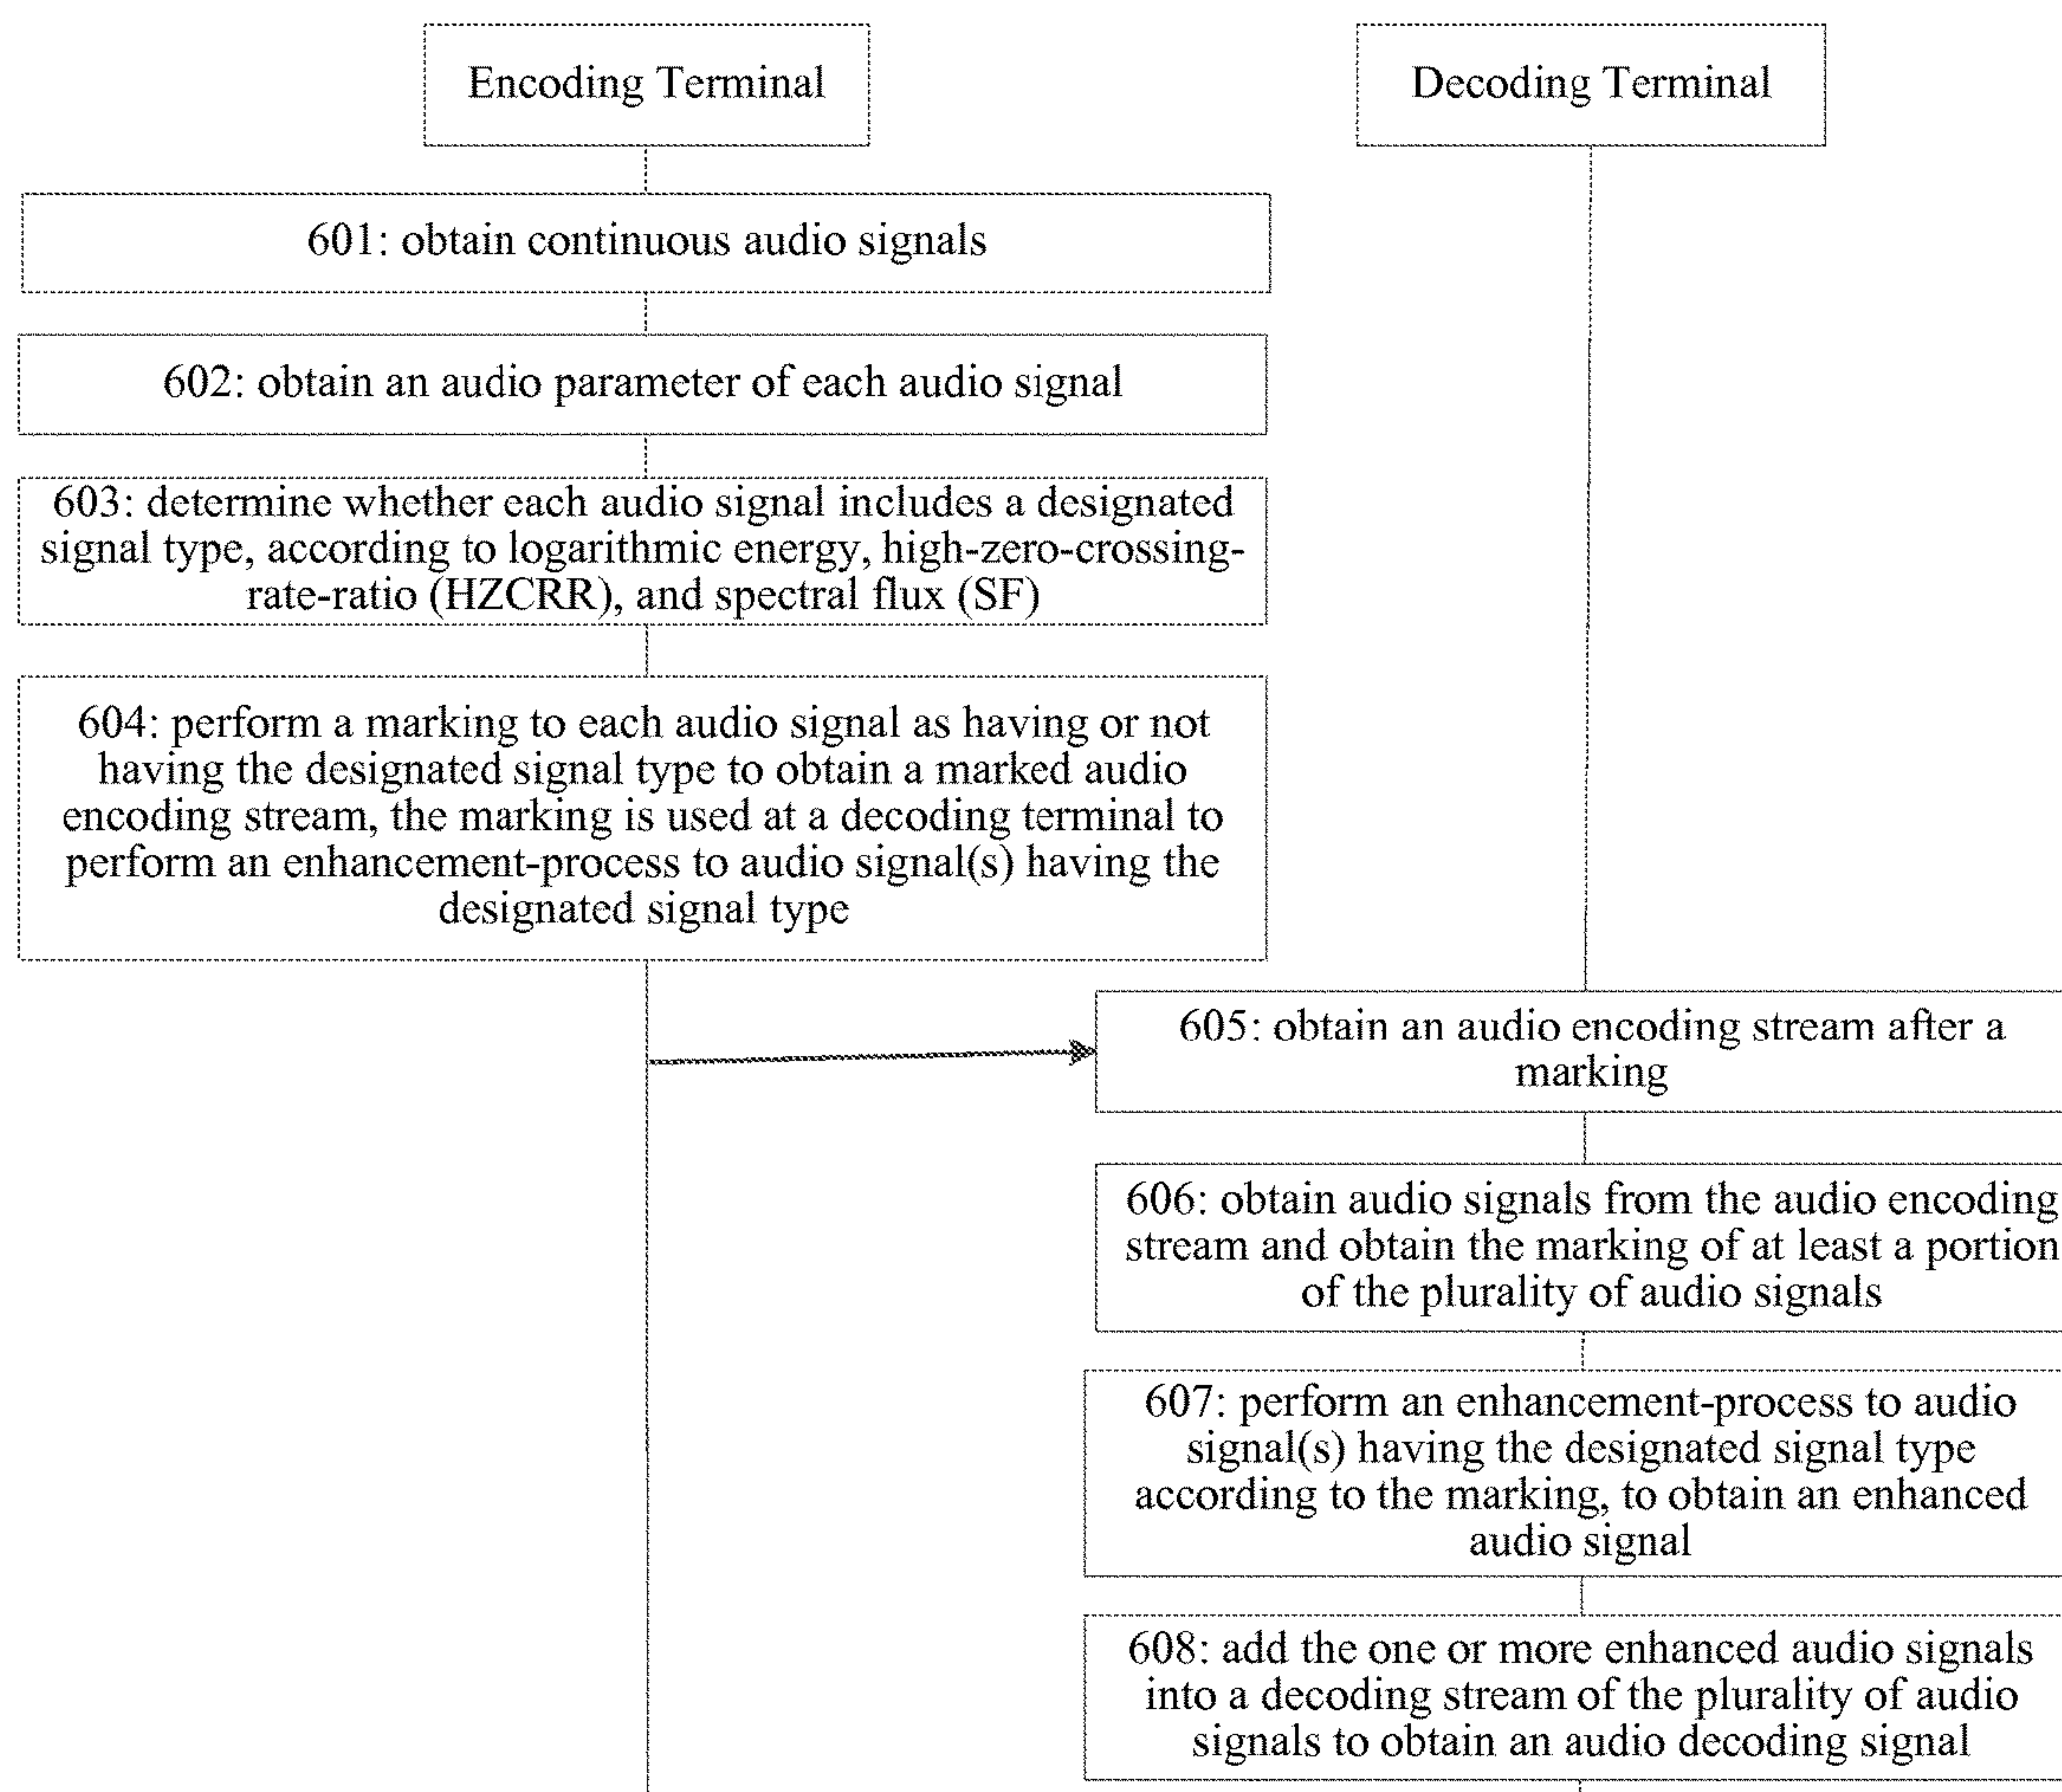 Encoding Terminal
Decoding Terminal
601: obtain continuous audio signals
602: obtain an audio parameter of each audio signal
603: determine whether each audio signal includes a designated
signal type, according to logarithmic energy, high-zero-crossing-
rate-ratio (HZCRR), and spectral flux (SF)
604: perform a marking to each audio signal as having or not
having the designated signal type to obtain a marked audio
encoding stream, the marking is used at a decoding terminal to
perform an enhancement-process to audio signal(s) having the
designated signal type
605: obtain an audio encoding stream after a
marking
606: obtain audio signals from the audio encoding
stream and obtain the marking of at least a portion
of the plurality of audio signals
607: perform an enhancement-process to audio
signal(s) having the designated signal type
according to the marking, to obtain an enhanced
audio signal
608: add the one or more enhanced audio signals
into a decoding stream of the plurality of audio
signals to obtain an audio decoding signal